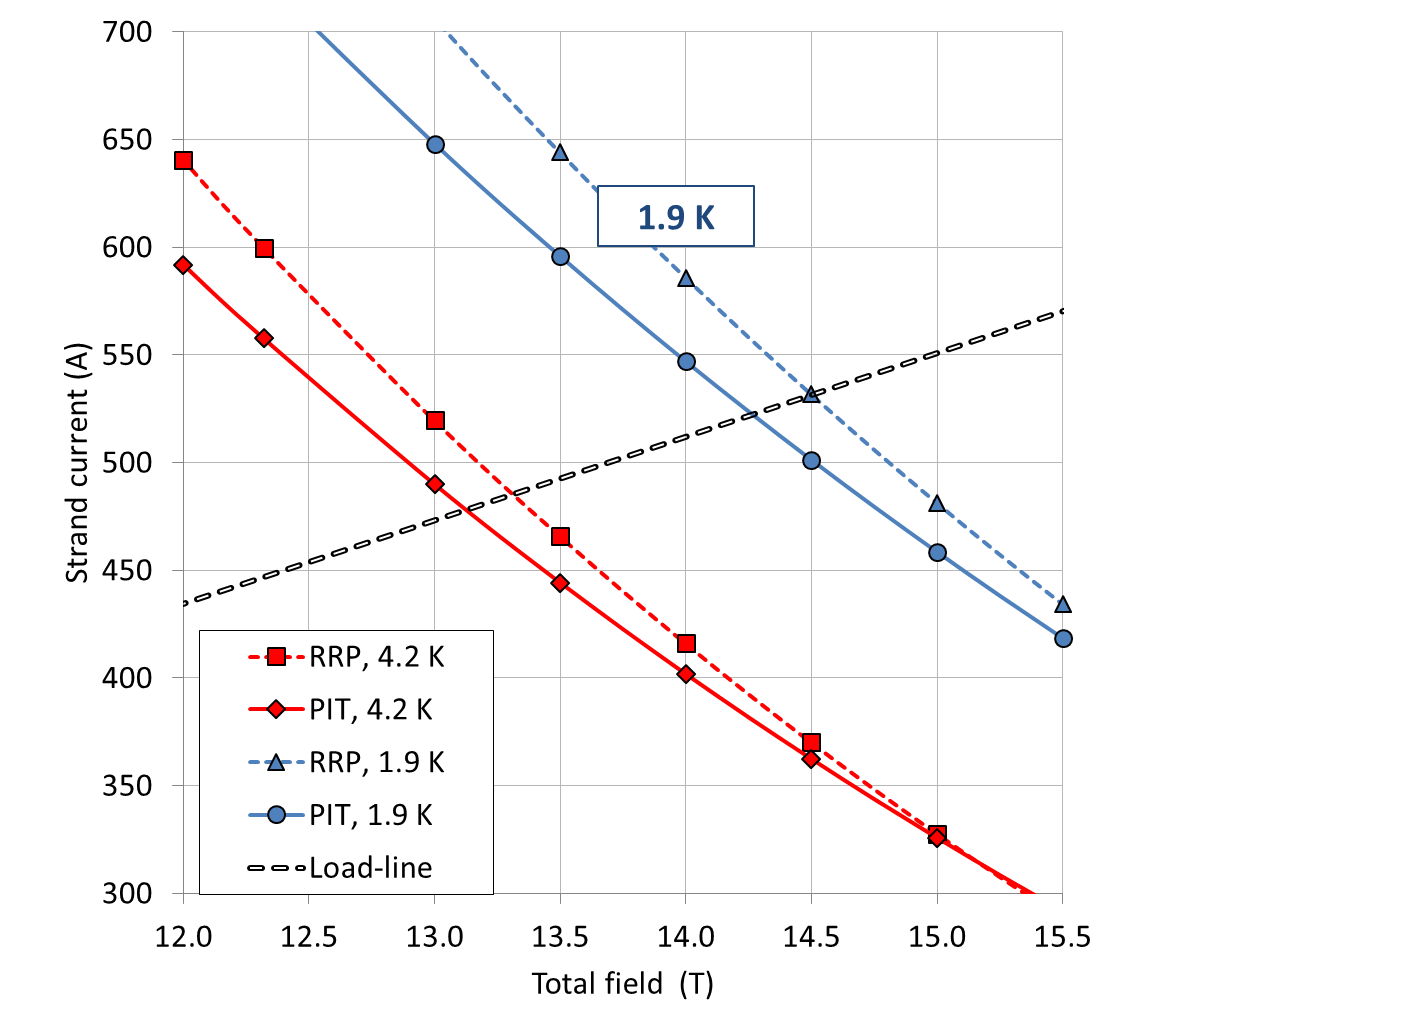 700
650
600
550
500
450
400
350
300
Strand current (A)
1.9 K
RRP, 4.2 K
PIT, 4.2 K
RRP, 1.9 K
PIT, 1.9 K
Load-line
12.0 12.5 13.0 13.5 14.0 14.5 15.0 15.5
Total field (T)